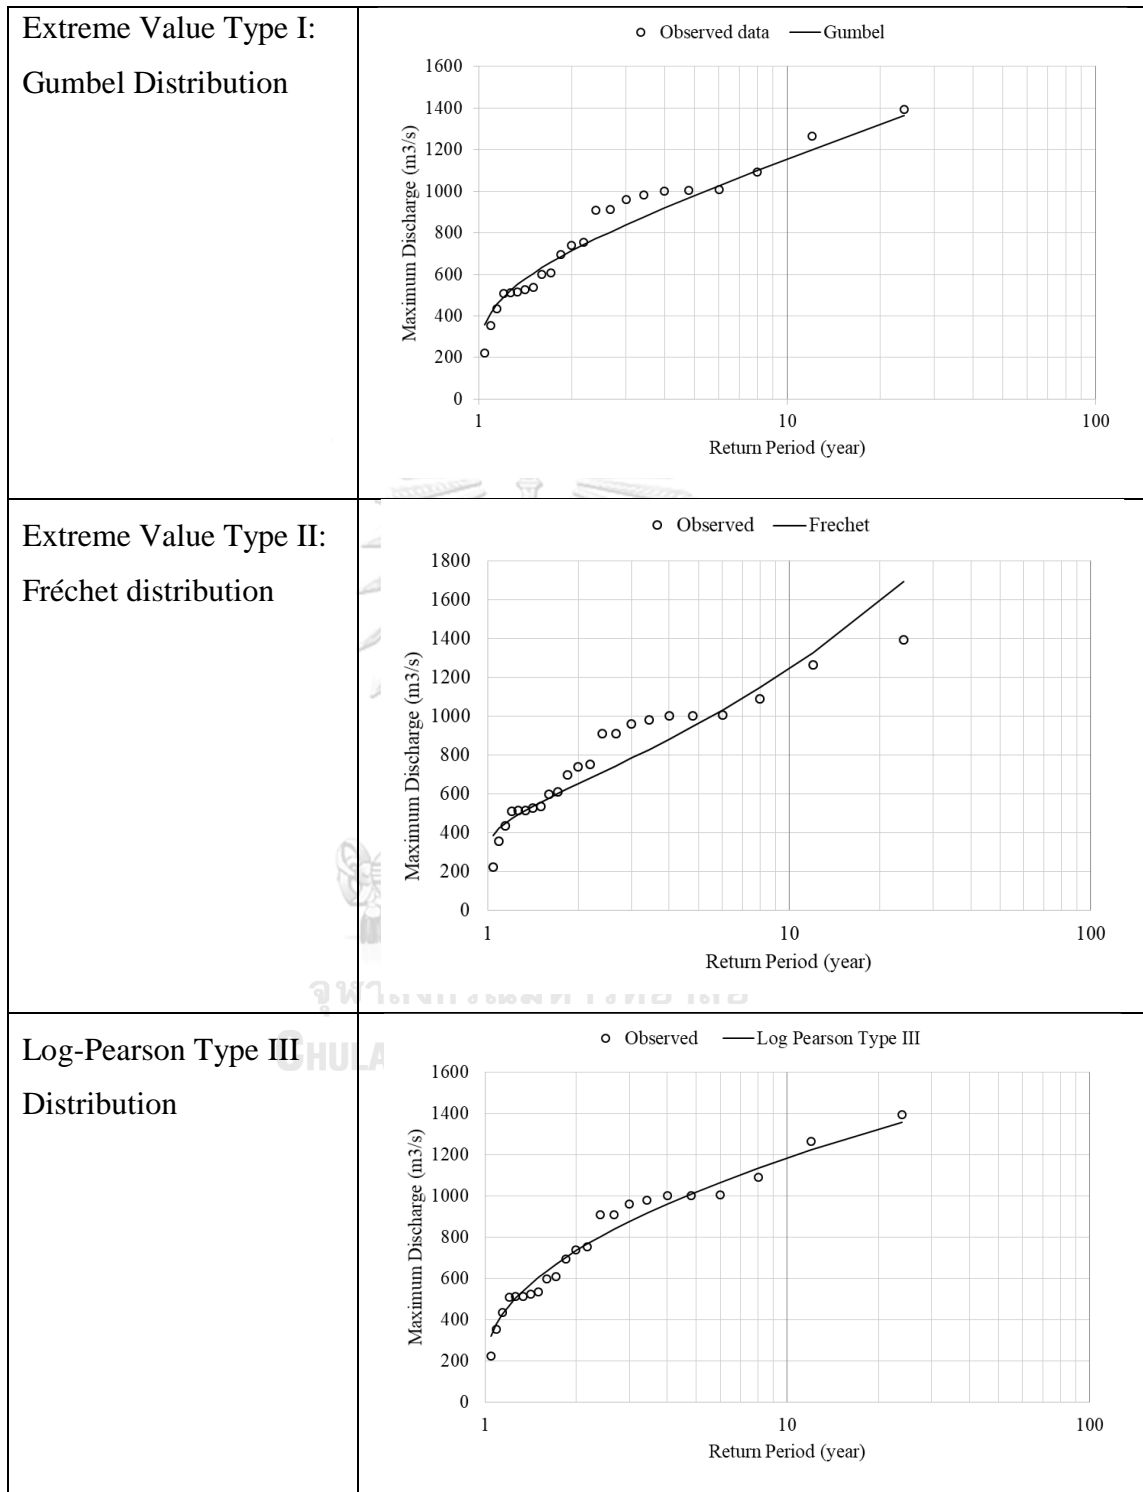 Extreme Value Type I:
Gumbel Distribution
Observed data
Gumbel
Maximum Discharge (m3/s)
1600
1400
1200
1000
800
600
400
200
0
1
10
100
Return Period (year)
Extreme Value Type II:
Fréchet distribution
Observed
Frechet
Maximum Discharge (m3/s)
1800
1600
1400
1200
1000
800
600
400
200
0
1
10
100
Return Period (year)
Log-Pearson Type III
Distribution
Observed
Log Pearson Type III
Maximum Discharge (m3/s)
1600
1400
1200
1000
800
600
400
200
0
1
10
100
Return Period (year)